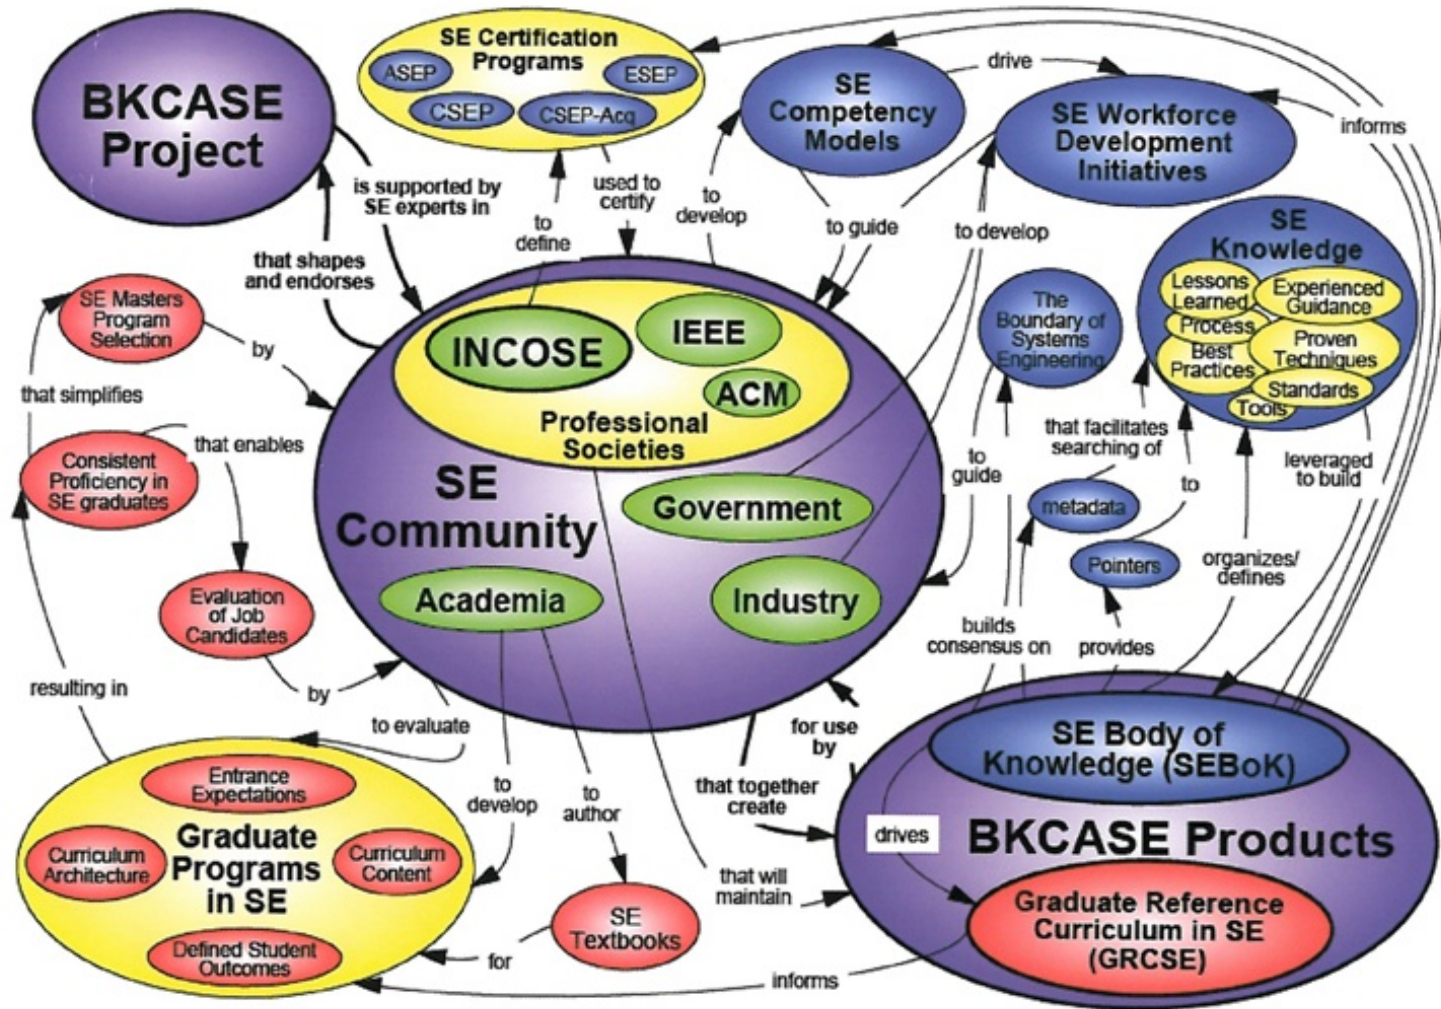 BKCASE
Project
SE Certification
Programs
ASEP
ESEP
CSEP
CSEP-Acq
SE
Competency
Models
drive
SE Workforce
Development
Initiatives
informs
is supported by
SE experts in
used to
certify
to
define
to
develop
to guide
to develop
that shapes
and endorses
SE
Knowledge
Lessons
Learned
Experienced
Guidance
Process
Best
Practices
Proven
Techniques
Standards
Tools
The
Boundary of
Systems
Engineering
SE Masters
Program
Selection
by
that simplifies
INCOSE
IEEE
ACM
Professional
Societies
SE
Community
Government
Academia
Industry
Consistent
Proficiency in
SE graduates
that enables
to
guide
that facilitates
searching of
leveraged
to build
metadata
to
Pointers
organizes/
defines
Evaluation
of Job
Candidates
by
builds
consensus on
provides
resulting in
to evaluate
for use
by
that together
create
to
develop
to
author
SE Body of
Knowledge (SEBoK)
drives
BKCASE Products
Graduate Reference
Curriculum in SE
(GRCSE)
Entrance
Expectations
Graduate
Programs
in SE
Curriculum
Architecture
Curriculum
Content
Defined Student
Outcomes
SE
Textbooks
for
that will
maintain
informs